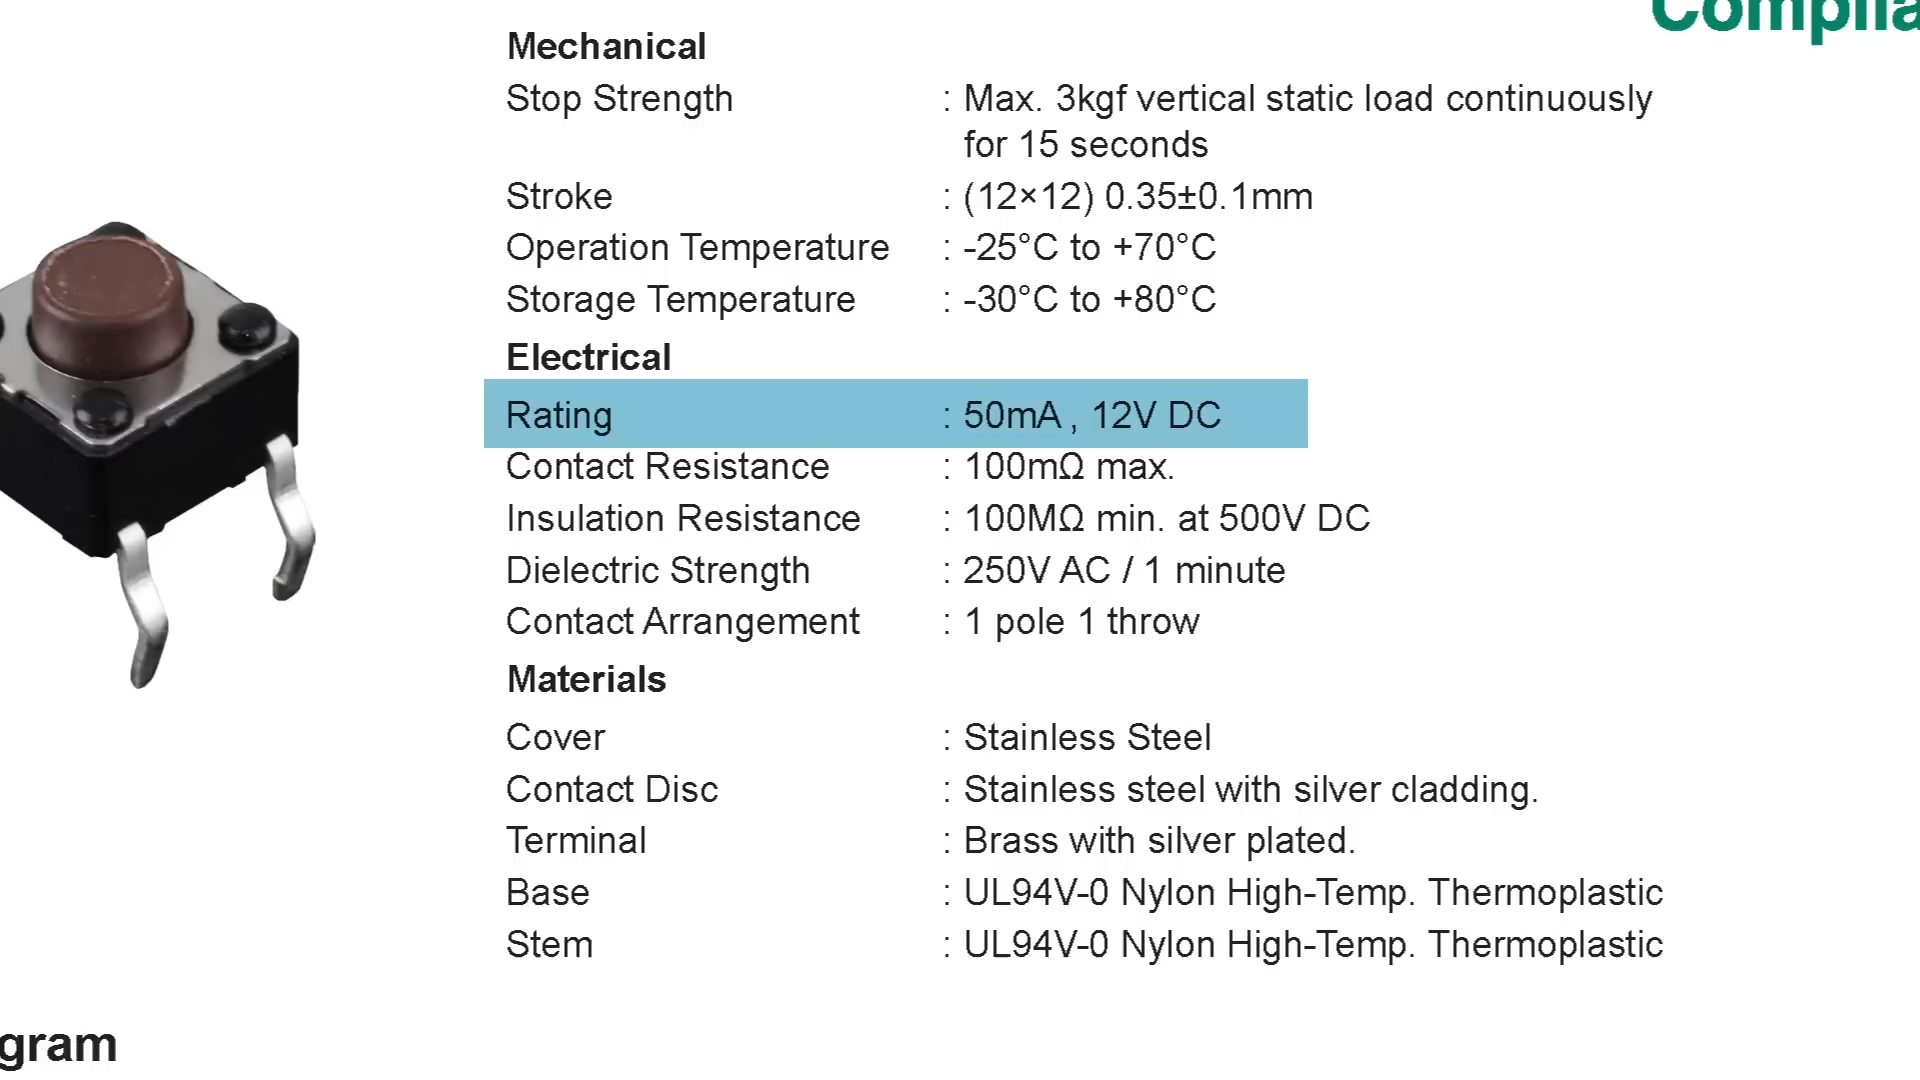 Mechanical
Stop Strength : Max. 3kgf vertical static load continuously
for 15 seconds
Stroke : (12×12) 0.35±0.1mm
Operation Temperature : -25°C to +70°C
Storage Temperature : -30°C to +80°C
Electrical
Rating : 50mA , 12V DC
Contact Resistance : 100mΩ max.
Insulation Resistance : 100MΩ min. at 500V DC
Dielectric Strength : 250V AC / 1 minute
Contact Arrangement : 1 pole 1 throw
Materials
Cover : Stainless Steel
Contact Disc : Stainless steel with silver cladding.
Terminal : Brass with silver plated.
Base : UL94V-0 Nylon High-Temp. Thermoplastic
Stem : UL94V-0 Nylon High-Temp. Thermoplastic
gram